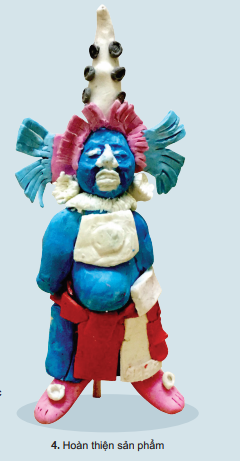 4. Hoàn thiện sản phẩm